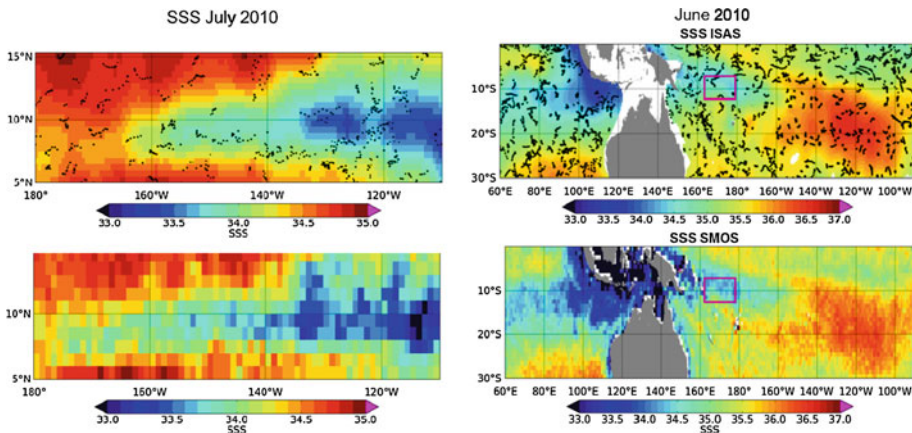 SSS July 2010
15°N
10°N
5°N
180° 160° 140° 120°
33.0 33.5 34.0 34.5 35.0
SSS
10°N
5°N
180° 160° 140° 120°
33.0 33.5 34.0 34.5 35.0
SSS
June 2010
SSS ISAS
10°S
20°S
30°S
60°E 80°E 100°E 120°E 140°E 160°E 180° 160°W 140°W 120°W 100°W
33.0 33.5 34.0 34.5 35.0 35.5 36.0 36.5 37.0
SSS SMOS
10°S
20°S
30°S
60°E 80°E 100°E 120°E 140°E 160°E 180° 160°W 140°W 120°W 100°W
33.0 33.5 34.0 34.5 35.0 35.5 36.0 36.5 37.0
SSS